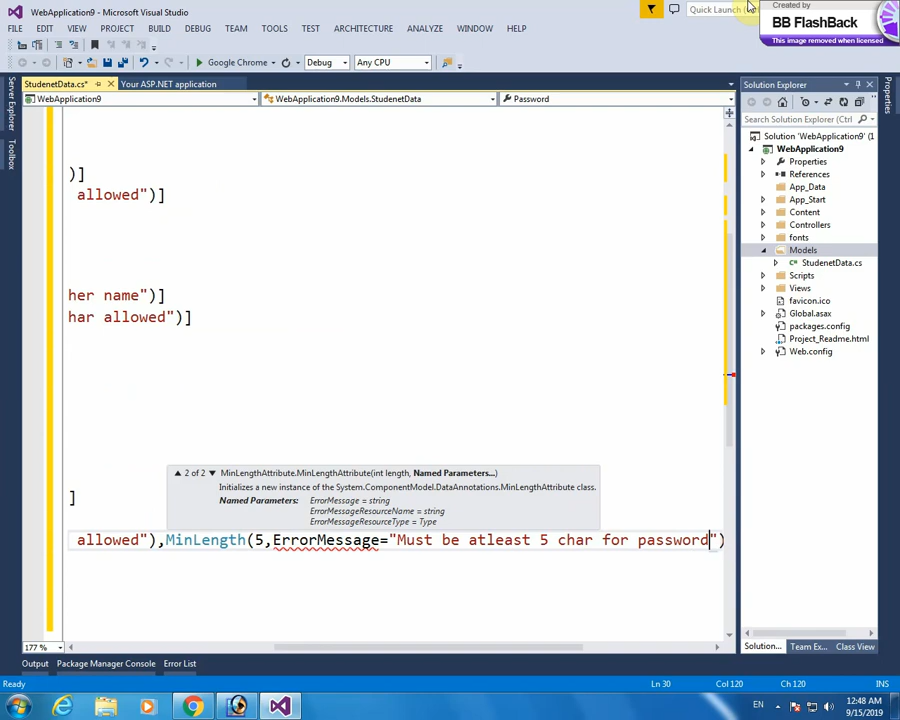 WebApplication9 - Microsoft Visual Studio
Quick Launch (
Created by
BB FlashBack
This image removed when licensed
FILE EDIT VIEW PROJECT BUILD DEBUG TEAM TOOLS TEST ARCHITECTURE ANALYZE WINDOW HELP
Google Chrome Debug Any CPU
StudenetData.cs* Your ASP.NET application
WebApplication9 WebApplication9.Models.StudenetData Password
Server Explorer
Toolbox
)]
allowed")]
her name")]
har allowed")]
2 of 2 MinLengthAttribute.MinLengthAttribute(int length, Named Parameters...)
Initializes a new instance of the System.ComponentModel.DataAnnotations.MinLengthAttribute class.
Named Parameters: ErrorMessage = string
ErrorMessageResourceName = string
ErrorMessageResourceType = Type
]
allowed"),MinLength(5,ErrorMessage="Must be atleast 5 char for password")
177 %
Solution Explorer
Search Solution Explorer (Ctrl
Solution 'WebApplication9' (1
WebApplication9
Properties
References
App_Data
App_Start
Content
Controllers
fonts
Models
C# StudenetData.cs
Scripts
Views
favicon.ico
Global.asax
packages.config
Project_Readme.html
Web.config
Solution... Team Ex... Class View
Properties
Output Package Manager Console Error List
Ready Ln 30 Col 120 Ch 120 INS
EN 12:48 AM
9/15/2019